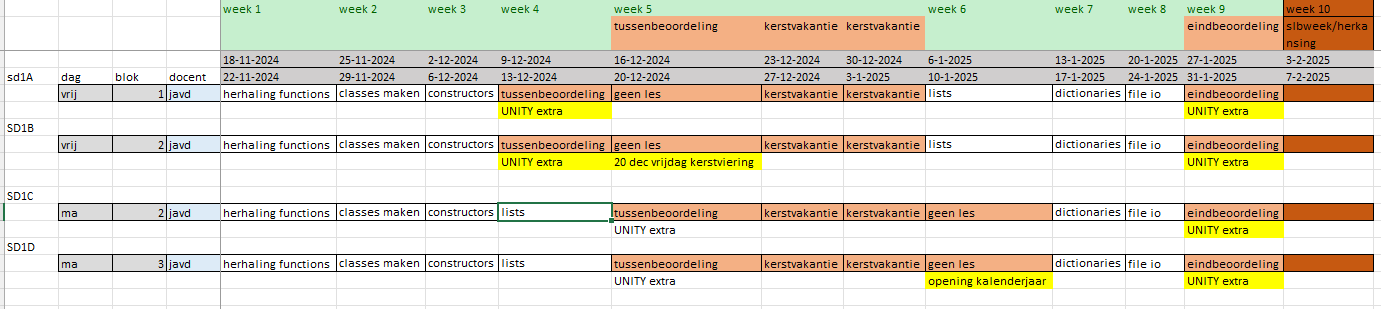 week 1 week 2 week 3 week 4 week 5 week 6 week 7 week 8 week 9 week 10
tussenbeoordeling kerstvakantie kerstvakantie eindbeoordeling slbweek/herka
nsing
18-11-2024 25-11-2024 2-12-2024 9-12-2024 16-12-2024 23-12-2024 30-12-2024 6-1-2025 13-1-2025 20-1-2025 27-1-2025 3-2-2025
sd1A dag blok docent 22-11-2024 29-11-2024 6-12-2024 13-12-2024 20-12-2024 27-12-2024 3-1-2025 10-1-2025 17-1-2025 24-1-2025 31-1-2025 7-2-2025
vrij 1 javd herhaling functions classes maken constructors tussenbeoordeling geen les kerstvakantie kerstvakantie lists dictionaries file io eindbeoordeling
UNITY extra UNITY extra
SD1B
vrij 2 javd herhaling functions classes maken constructors tussenbeoordeling geen les kerstvakantie kerstvakantie lists dictionaries file io eindbeoordeling
UNITY extra 20 dec vrijdag kerstviering UNITY extra
SD1C
ma 2 javd herhaling functions classes maken constructors lists tussenbeoordeling kerstvakantie kerstvakantie geen les dictionaries file io eindbeoordeling
UNITY extra UNITY extra
SD1D
ma 3 javd herhaling functions classes maken constructors lists tussenbeoordeling kerstvakantie kerstvakantie geen les dictionaries file io eindbeoordeling
UNITY extra opening kalenderjaar UNITY extra